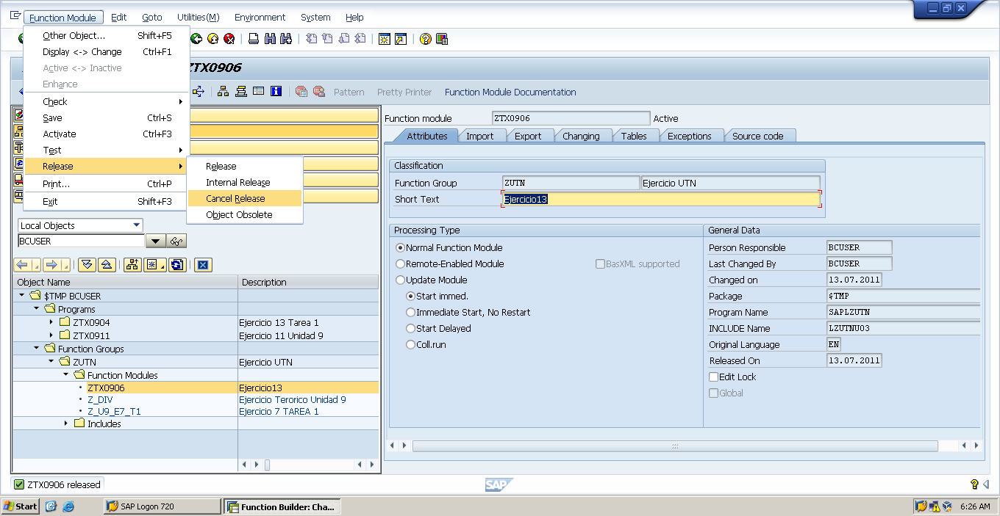 Function Module Edit Goto Utilities(M) Environment System Help
Other Object... Shift+F5
Display <-> Change Ctrl+F1
Active <-> Inactive
Enhance
Check
Save Ctrl+S
Activate Ctrl+F3
Test
Release
Print... Ctrl+P
Exit Shift+F3
Release
Internal Release
Cancel Release
Object Obsolete
ZTX0906
Pattern Pretty Printer Function Module Documentation
Function module ZTX0906 Active
Attributes Import Export Changing Tables Exceptions Source code
Classification
Function Group ZUTN Ejercicio UTN
Short Text Ejercicio13
Local Objects
BCUSER
Object Name Description
$TMP BCUSER
Programs
ZTX0904 Ejercicio 13 Tarea 1
ZTX0911 Ejercicio 11 Unidad 9
Function Groups
ZUTN Ejercicio UTN
Function Modules
ZTX0906 Ejercicio13
Z_DIV Ejercicio Terorico Unidad 9
Z_U9_E7_T1 Ejercicio 7 TAREA 1
Includes
Processing Type
Normal Function Module
Remote-Enabled Module BasXML supported
Update Module
Start immed.
Immediate Start, No Restart
Start Delayed
Coll.run
General Data
Person Responsible BCUSER
Last Changed By BCUSER
Changed on 13.07.2011
Package $TMP
Program Name SAPLZUTN
INCLUDE Name LZUTNU03
Original Language EN
Released On 13.07.2011
Edit Lock
Global
ZTX0906 released
SAP
Start SAP Logon 720 Function Builder: Cha... 6:26 AM